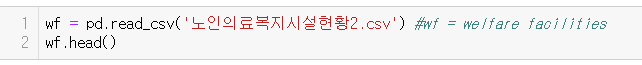 1 wf = pd.read_csv('노인의료복지시설현황2.csv') #wf = welfare facilities
2 wf.head()